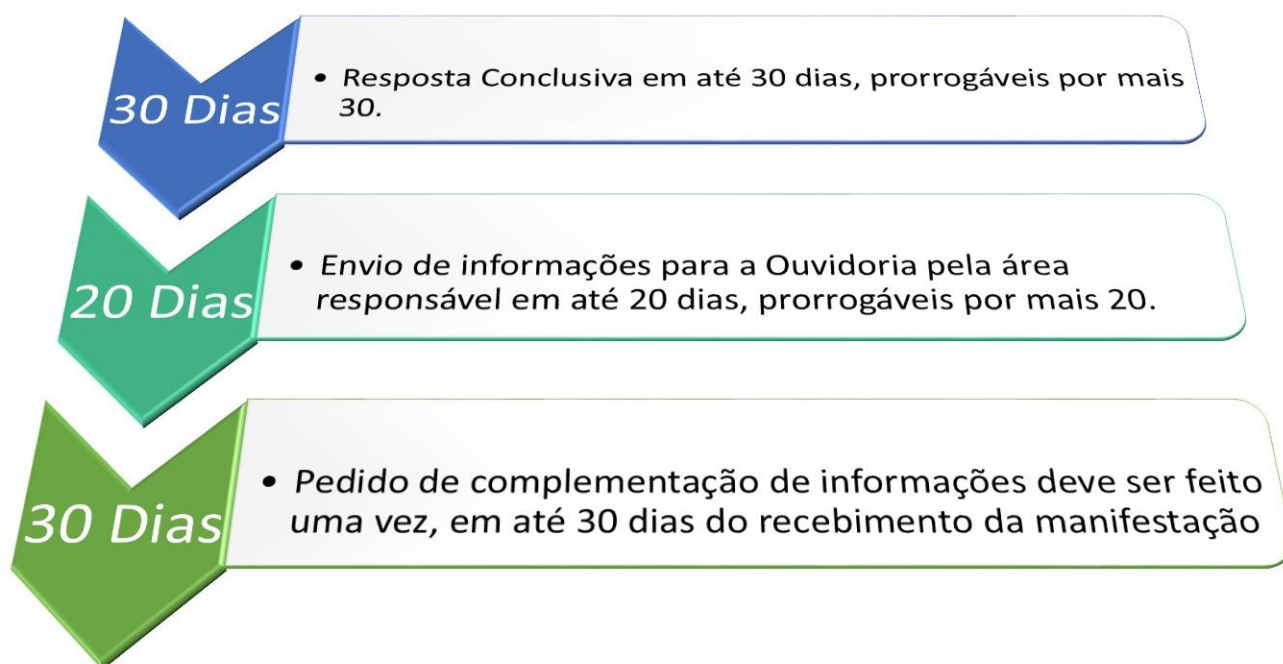 30 Dias
• Resposta Conclusiva em até 30 dias, prorrogáveis por mais
30.
20 Dias
• Envio de informações para a Ouvidoria pela área
responsável em até 20 dias, prorrogáveis por mais 20.
30 Dias
• Pedido de complementação de informações deve ser feito
uma vez, em até 30 dias do recebimento da manifestação